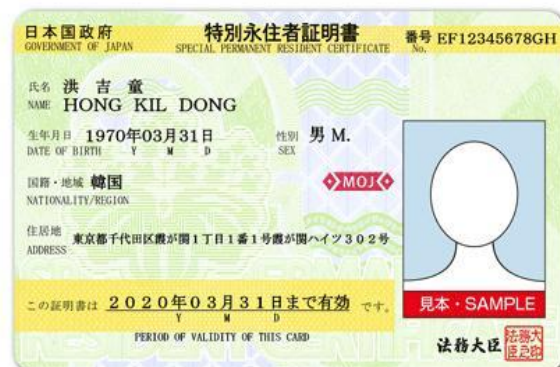 日本国政府 特別永住者証明書 番号 EF12345678GH
GOVERNMENT OF JAPAN SPECIAL PERMANENT RESIDENT CERTIFICATE No.
氏名 洪吉童
NAME HONG KIL DONG
生年月日 1970年03月31日 性別 男 M.
DATE OF BIRTH Y M D SEX
国籍・地域 韓国
NATIONALITY/REGION
MOJ
住居地 東京都千代田区霞が関1丁目1番1号霞が関ハイツ302号
ADDRESS
この証明書は 2020年03月31日まで有効 です。
Y M D
PERIOD OF VALIDITY OF THIS CARD
見本・SAMPLE
法務大臣